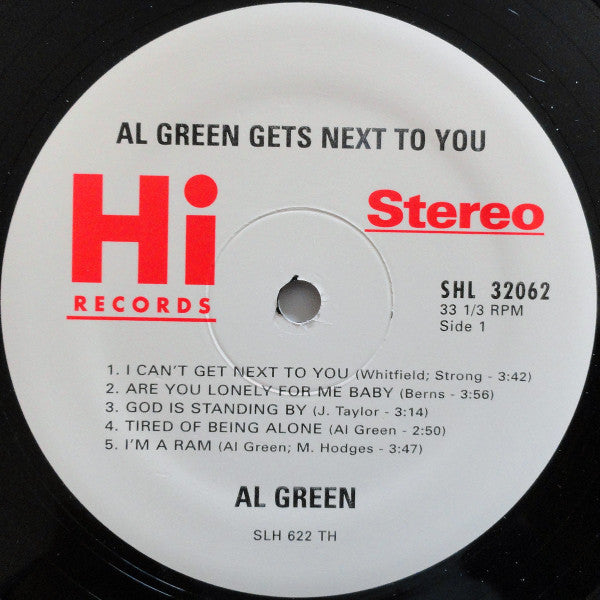 AL GREEN GETS NEXT TO YOU
Hi
RECORDS
Stereo
SHL 32062
33 1/3 RPM
Side 1
1. I CAN'T GET NEXT TO YOU (Whitfield; Strong - 3:42)
2. ARE YOU LONELY FOR ME BABY (Berns - 3:56)
3. GOD IS STANDING BY (J. Taylor - 3:14)
4. TIRED OF BEING ALONE (Al Green - 2:50)
5. I'M A RAM (Al Green; M. Hodges - 3:47)
AL GREEN
SLH 622 TH